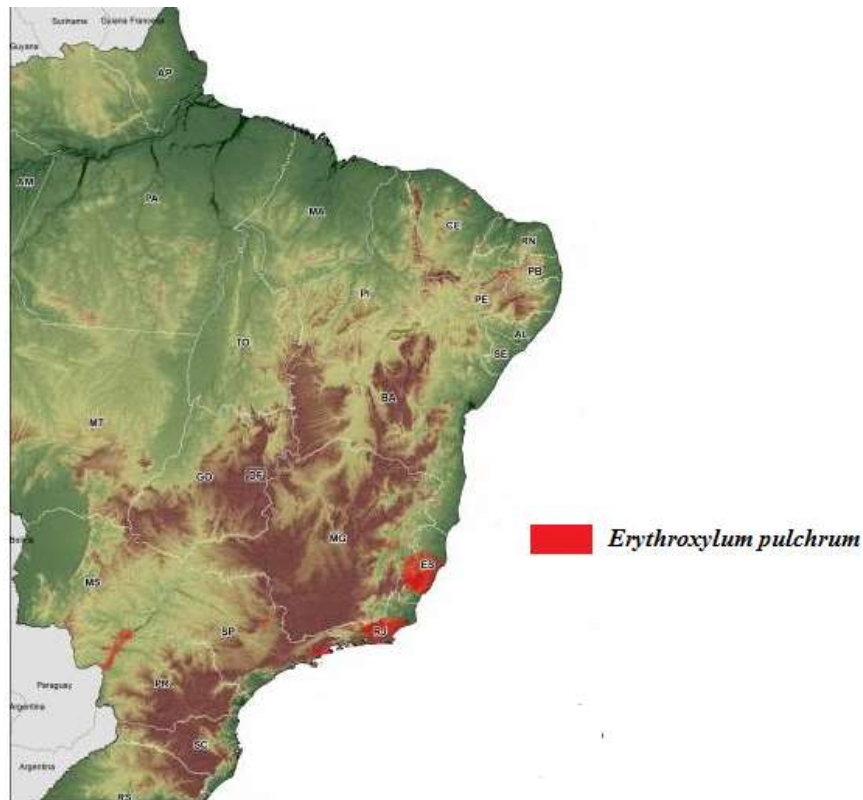 Suriname
Guiana Francesa
Guyana
AP
AM
PA
MA
CE
RN
PB
PI
PE
AL
TO
SE
BA
MT
GO
DF
MG
Erythroxylum pulchrum
Bolivia
ES
MS
SP
RJ
Paraguay
PR
Argentina
SC
Argentina
RS